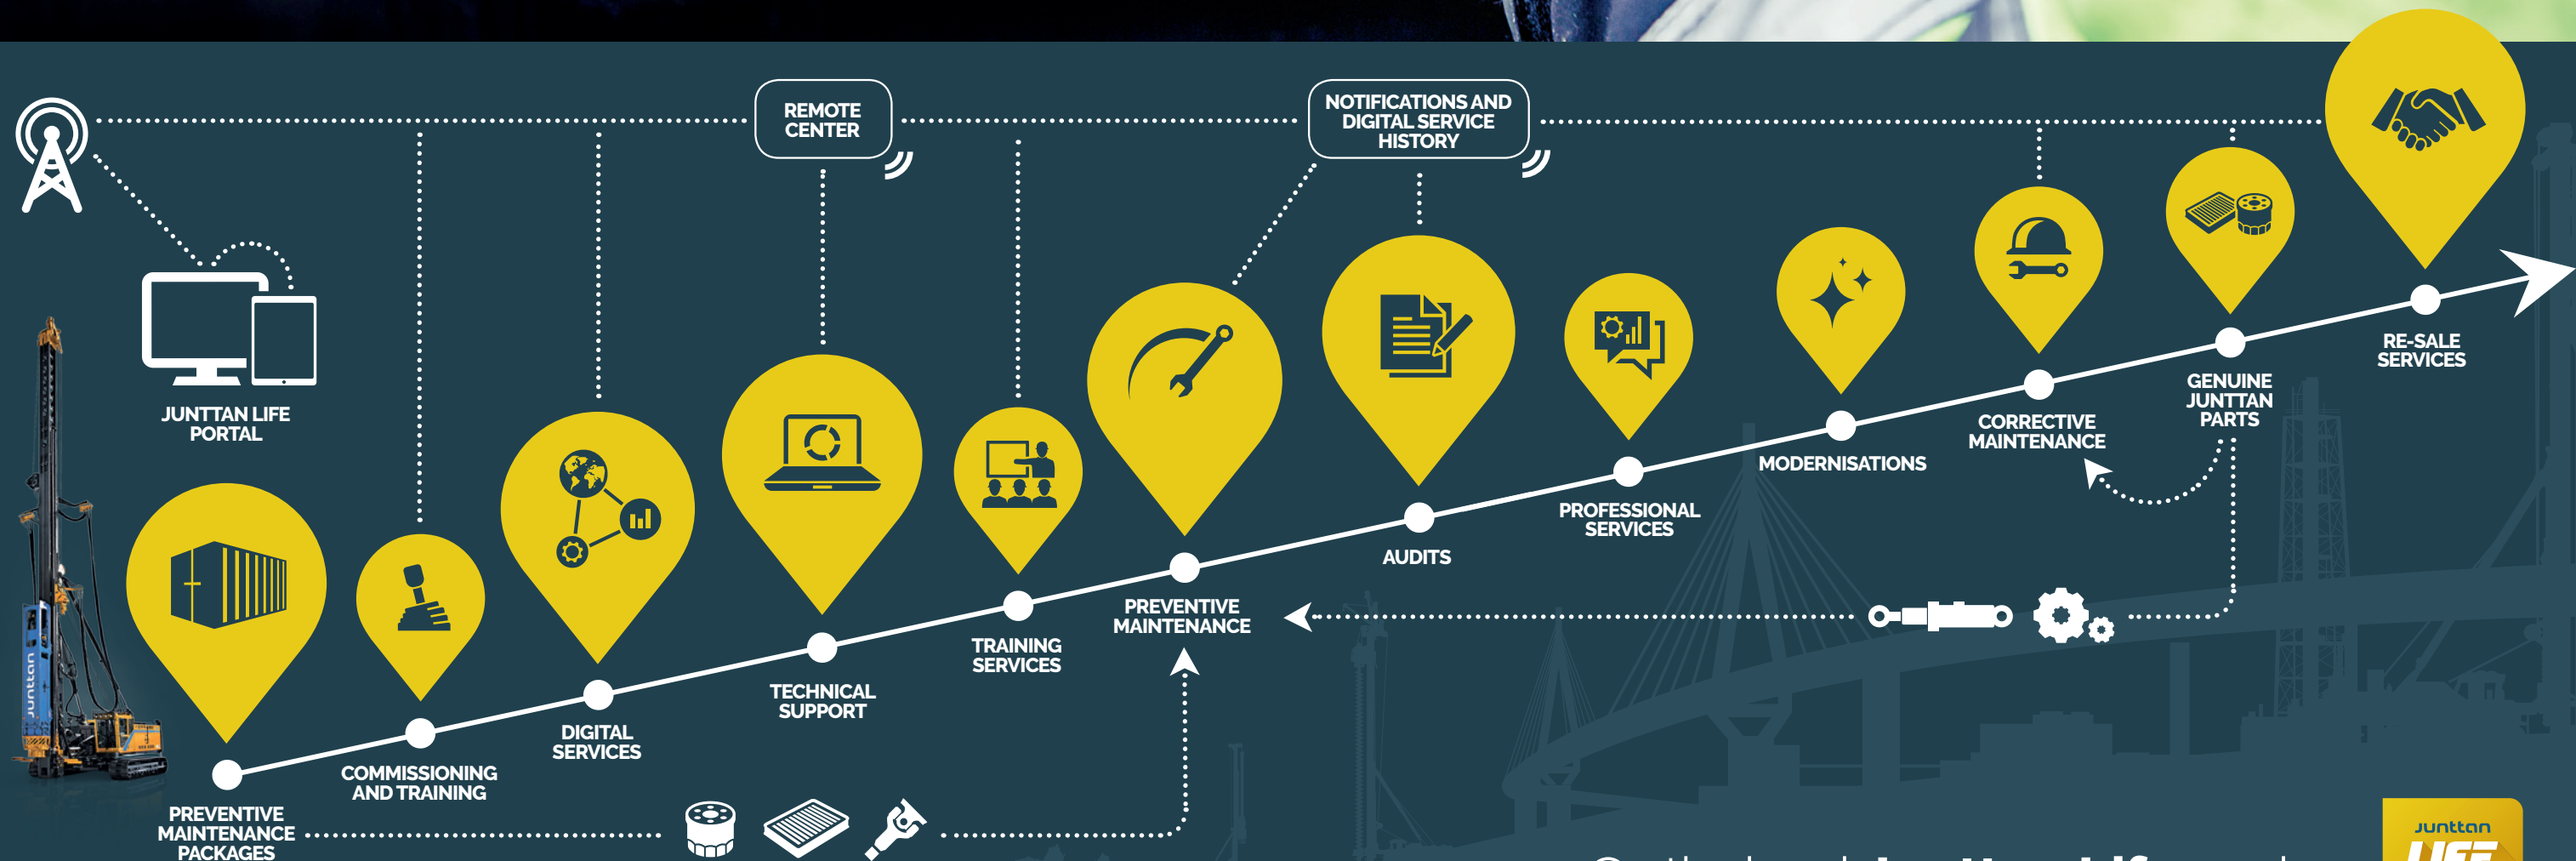 REMOTE
CENTER
NOTIFICATIONS AND
DIGITAL SERVICE
HISTORY
JUNTTAN LIFE
PORTAL
RE-SALE
SERVICES
GENUINE
JUNTTAN
PARTS
CORRECTIVE
MAINTENANCE
MODERNISATIONS
PROFESSIONAL
SERVICES
AUDITS
PREVENTIVE
MAINTENANCE
TRAINING
SERVICES
TECHNICAL
SUPPORT
DIGITAL
SERVICES
COMMISSIONING
AND TRAINING
PREVENTIVE
MAINTENANCE
PACKAGES
junttan
junttan
LIFE